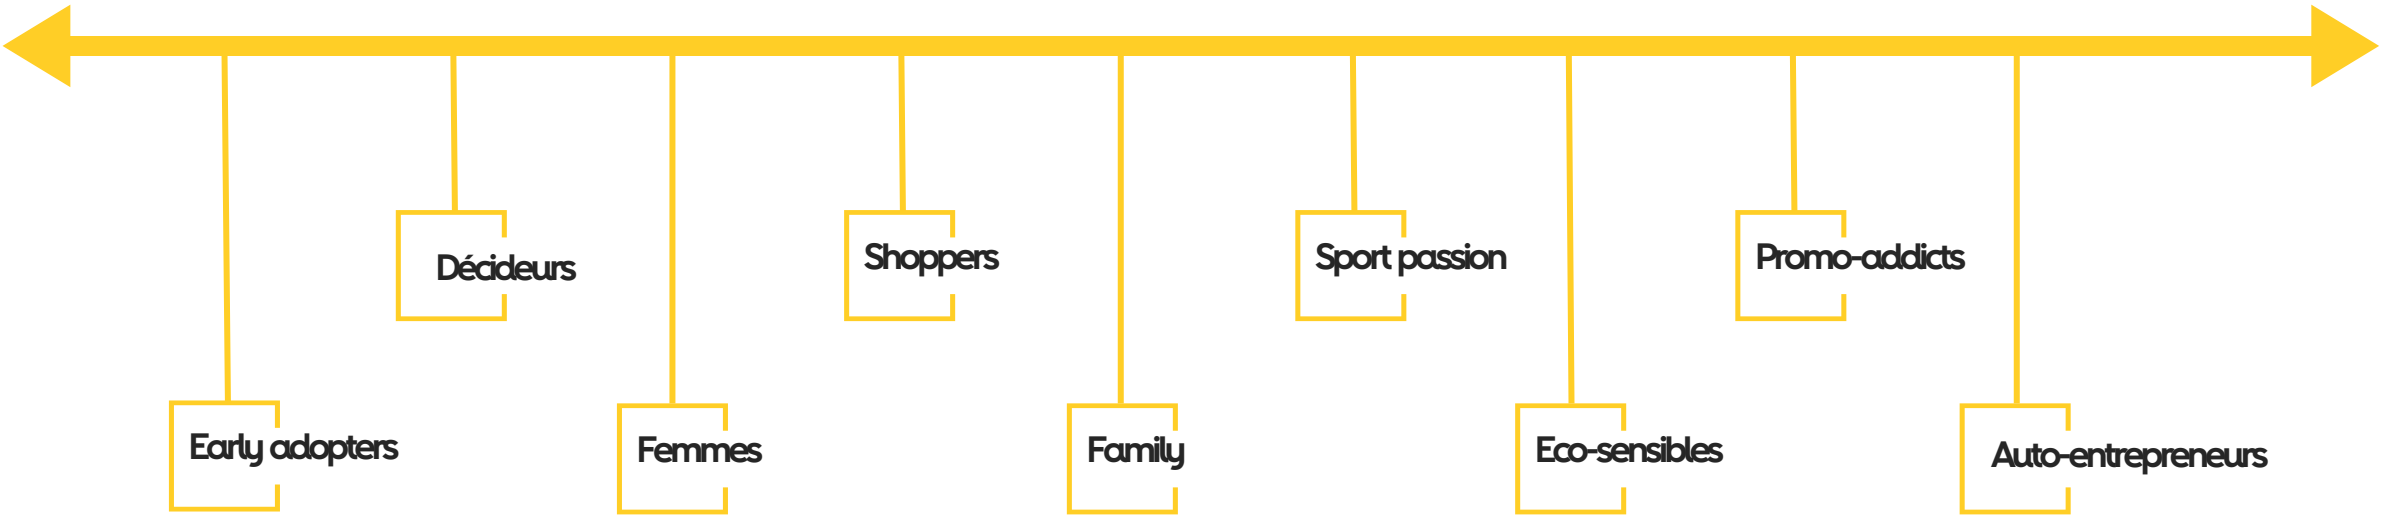 Décideurs
Shoppers
Sport passion
Promo-addicts
Early adopters
Femmes
Family
Eco-sensibles
Auto-entrepreneurs